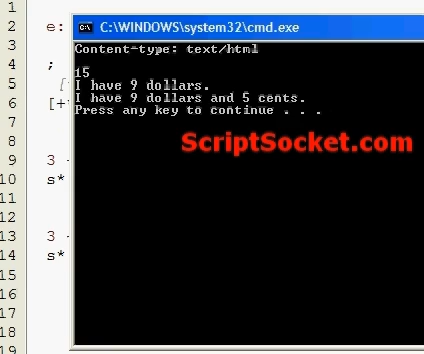 C:\WINDOWS\system32\cmd.exe
Content-type: text/html
15
I have 9 dollars.
I have 9 dollars and 5 cents.
Press any key to continue . . .
ScriptSocket.com
1
2 e:
3
4 ;
5
6 [+
7
8
9 3
10 s*
11
12
13 3
14 s*
15
16
17
18
19